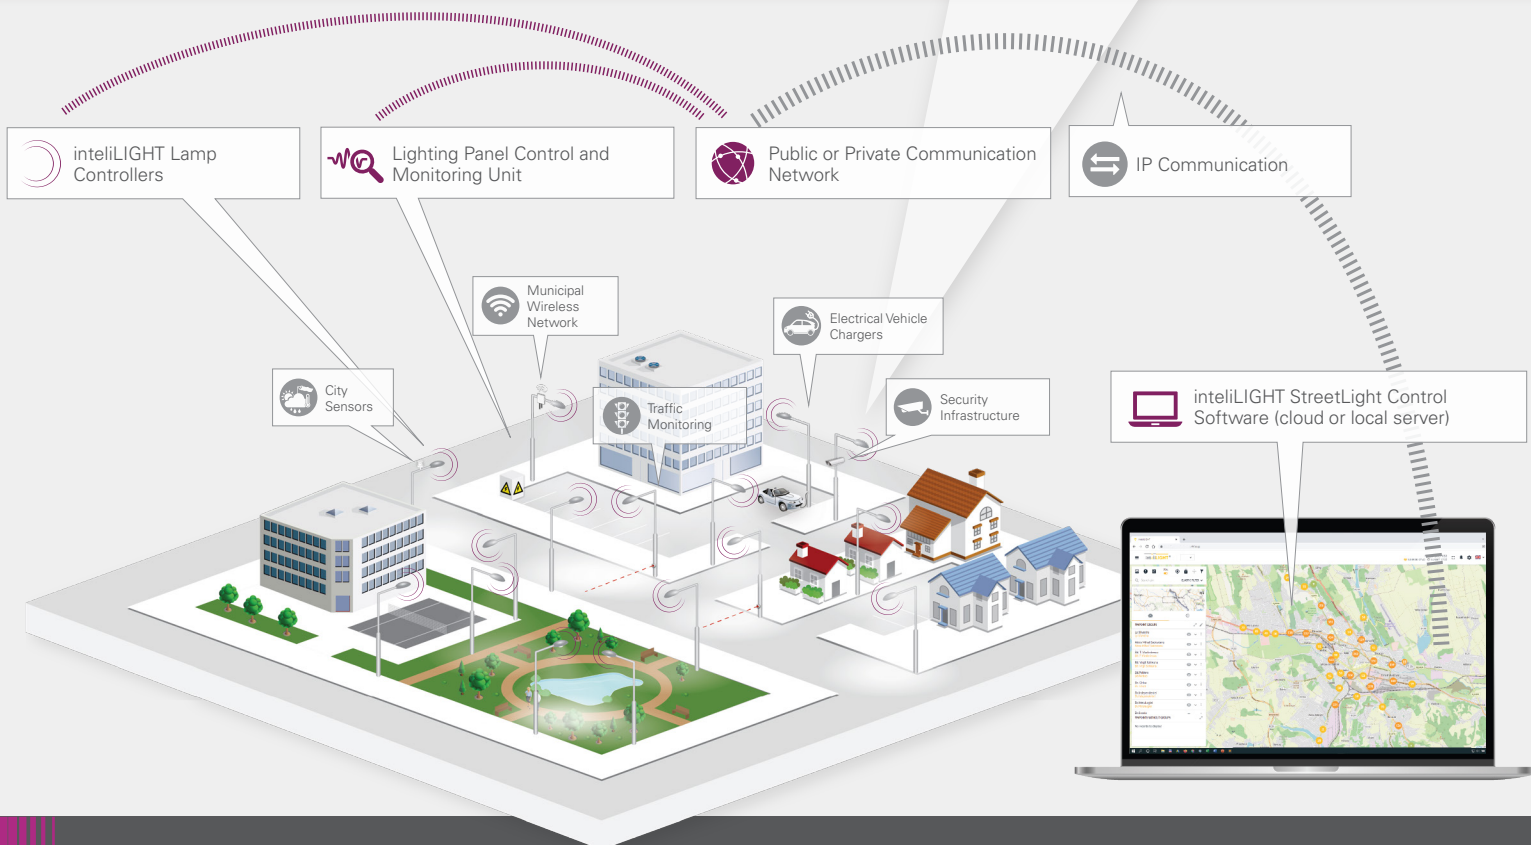 inteliLIGHT Lamp
Controllers
Lighting Panel Control and
Monitoring Unit
Public or Private Communication
Network
IP Communication
Municipal
Wireless
Network
Electrical Vehicle
Chargers
City
Sensors
Traffic
Monitoring
Security
Infrastructure
inteliLIGHT StreetLight Control
Software (cloud or local server)